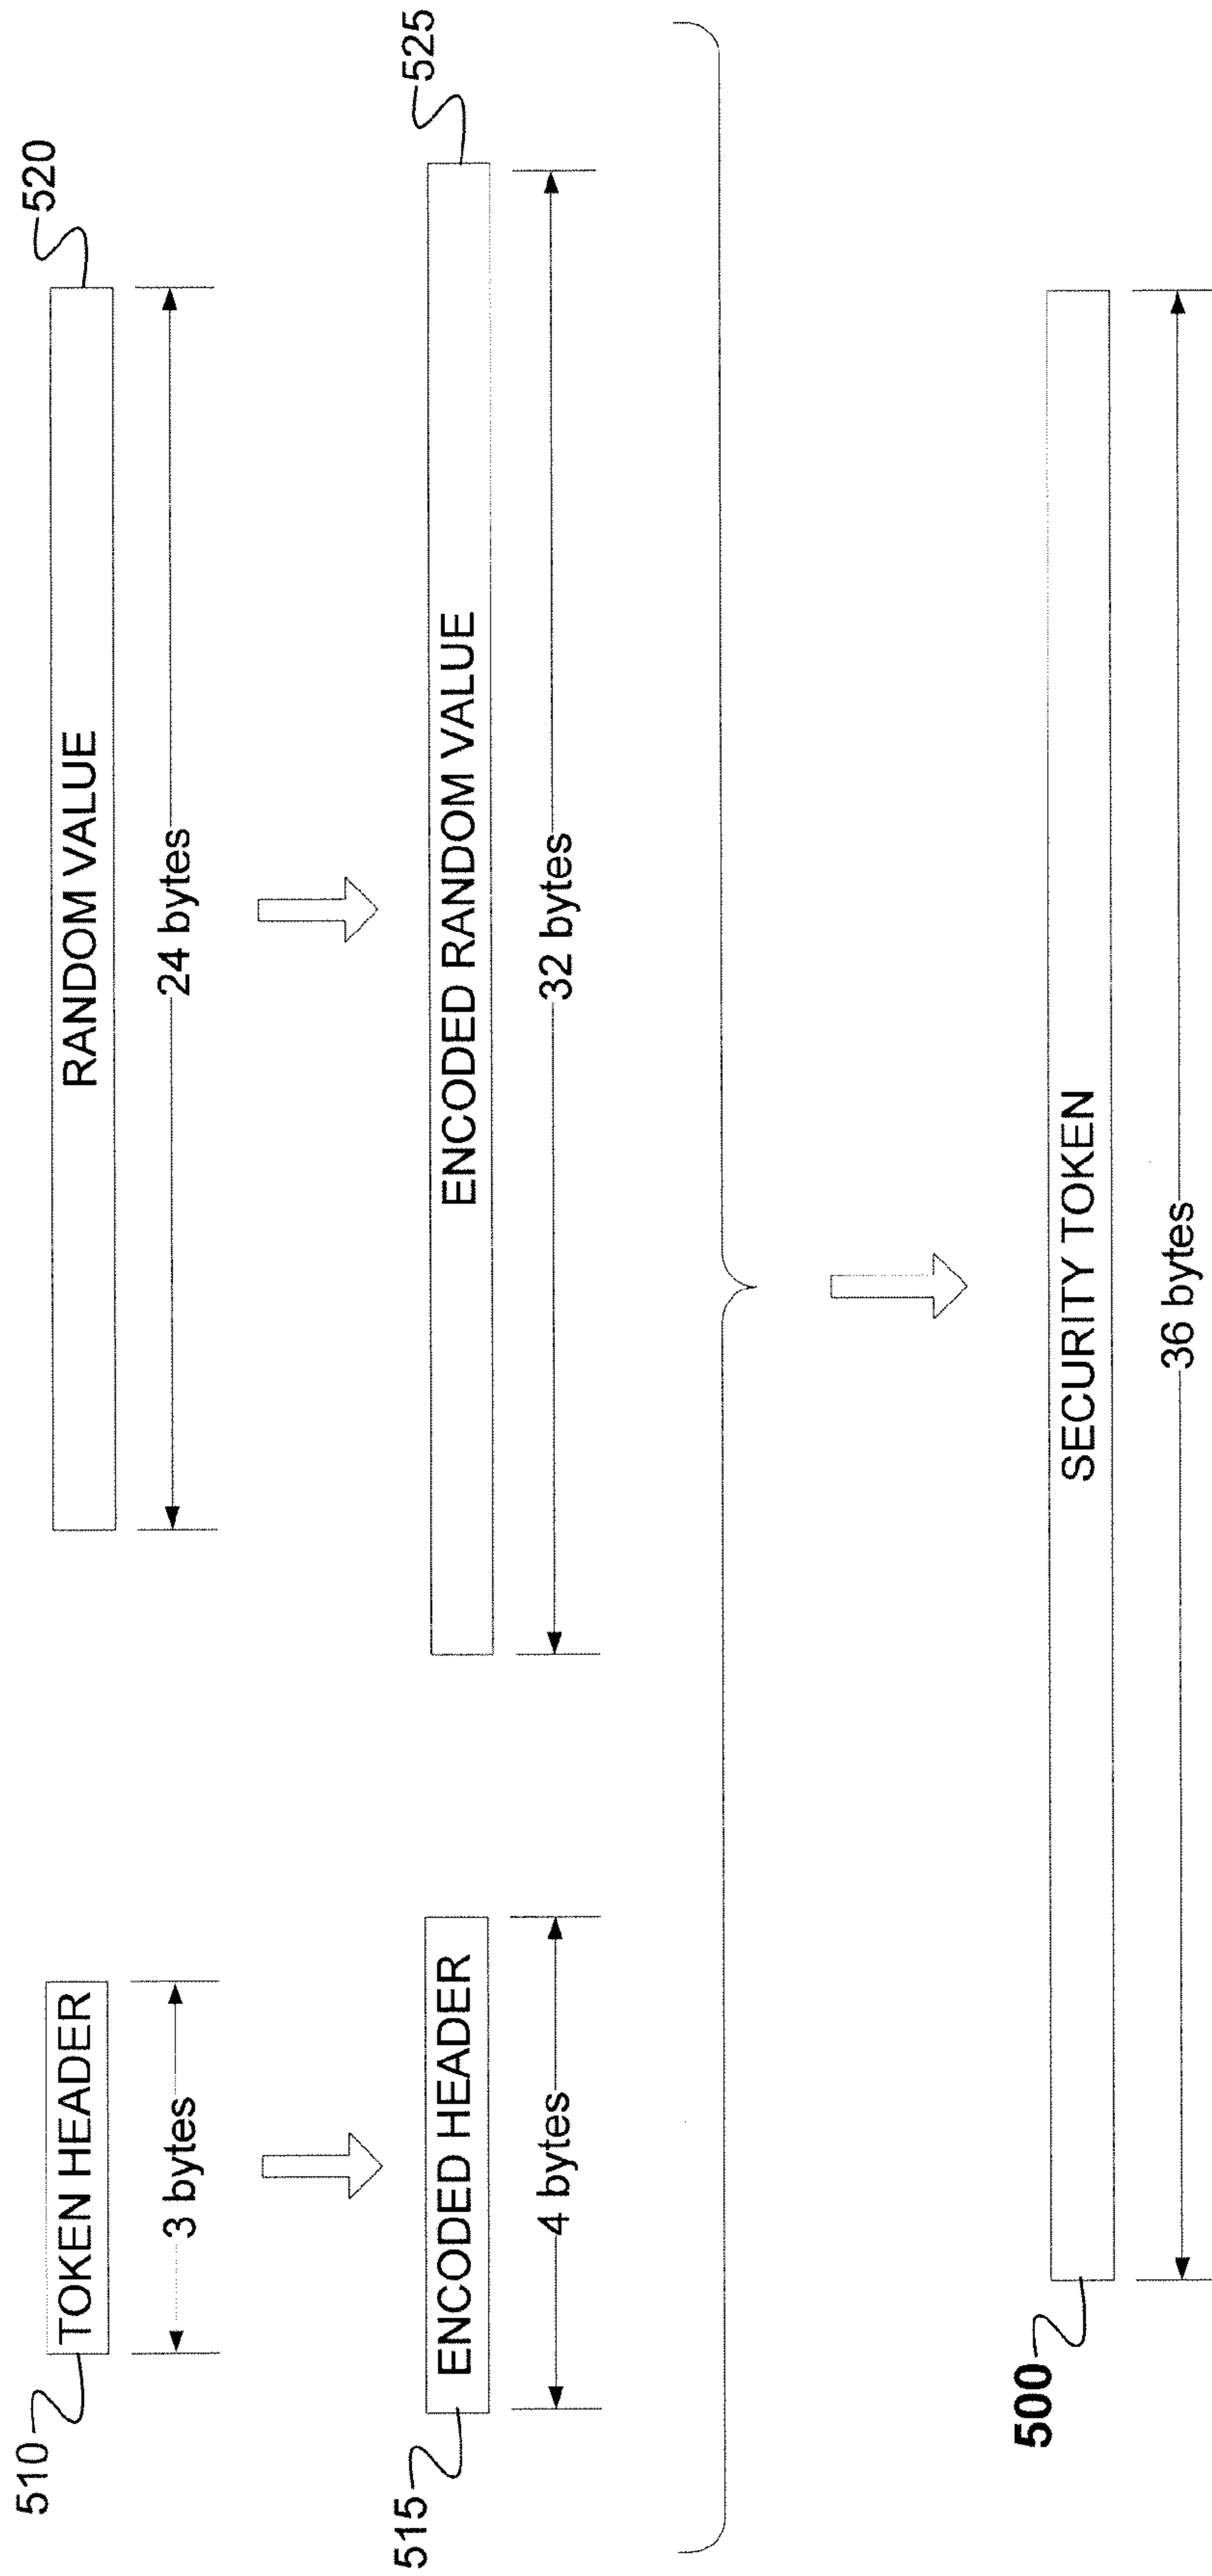 510
TOKEN HEADER
3 bytes
520
RANDOM VALUE
24 bytes
515
ENCODED HEADER
4 bytes
525
ENCODED RANDOM VALUE
32 bytes
500
SECURITY TOKEN
36 bytes